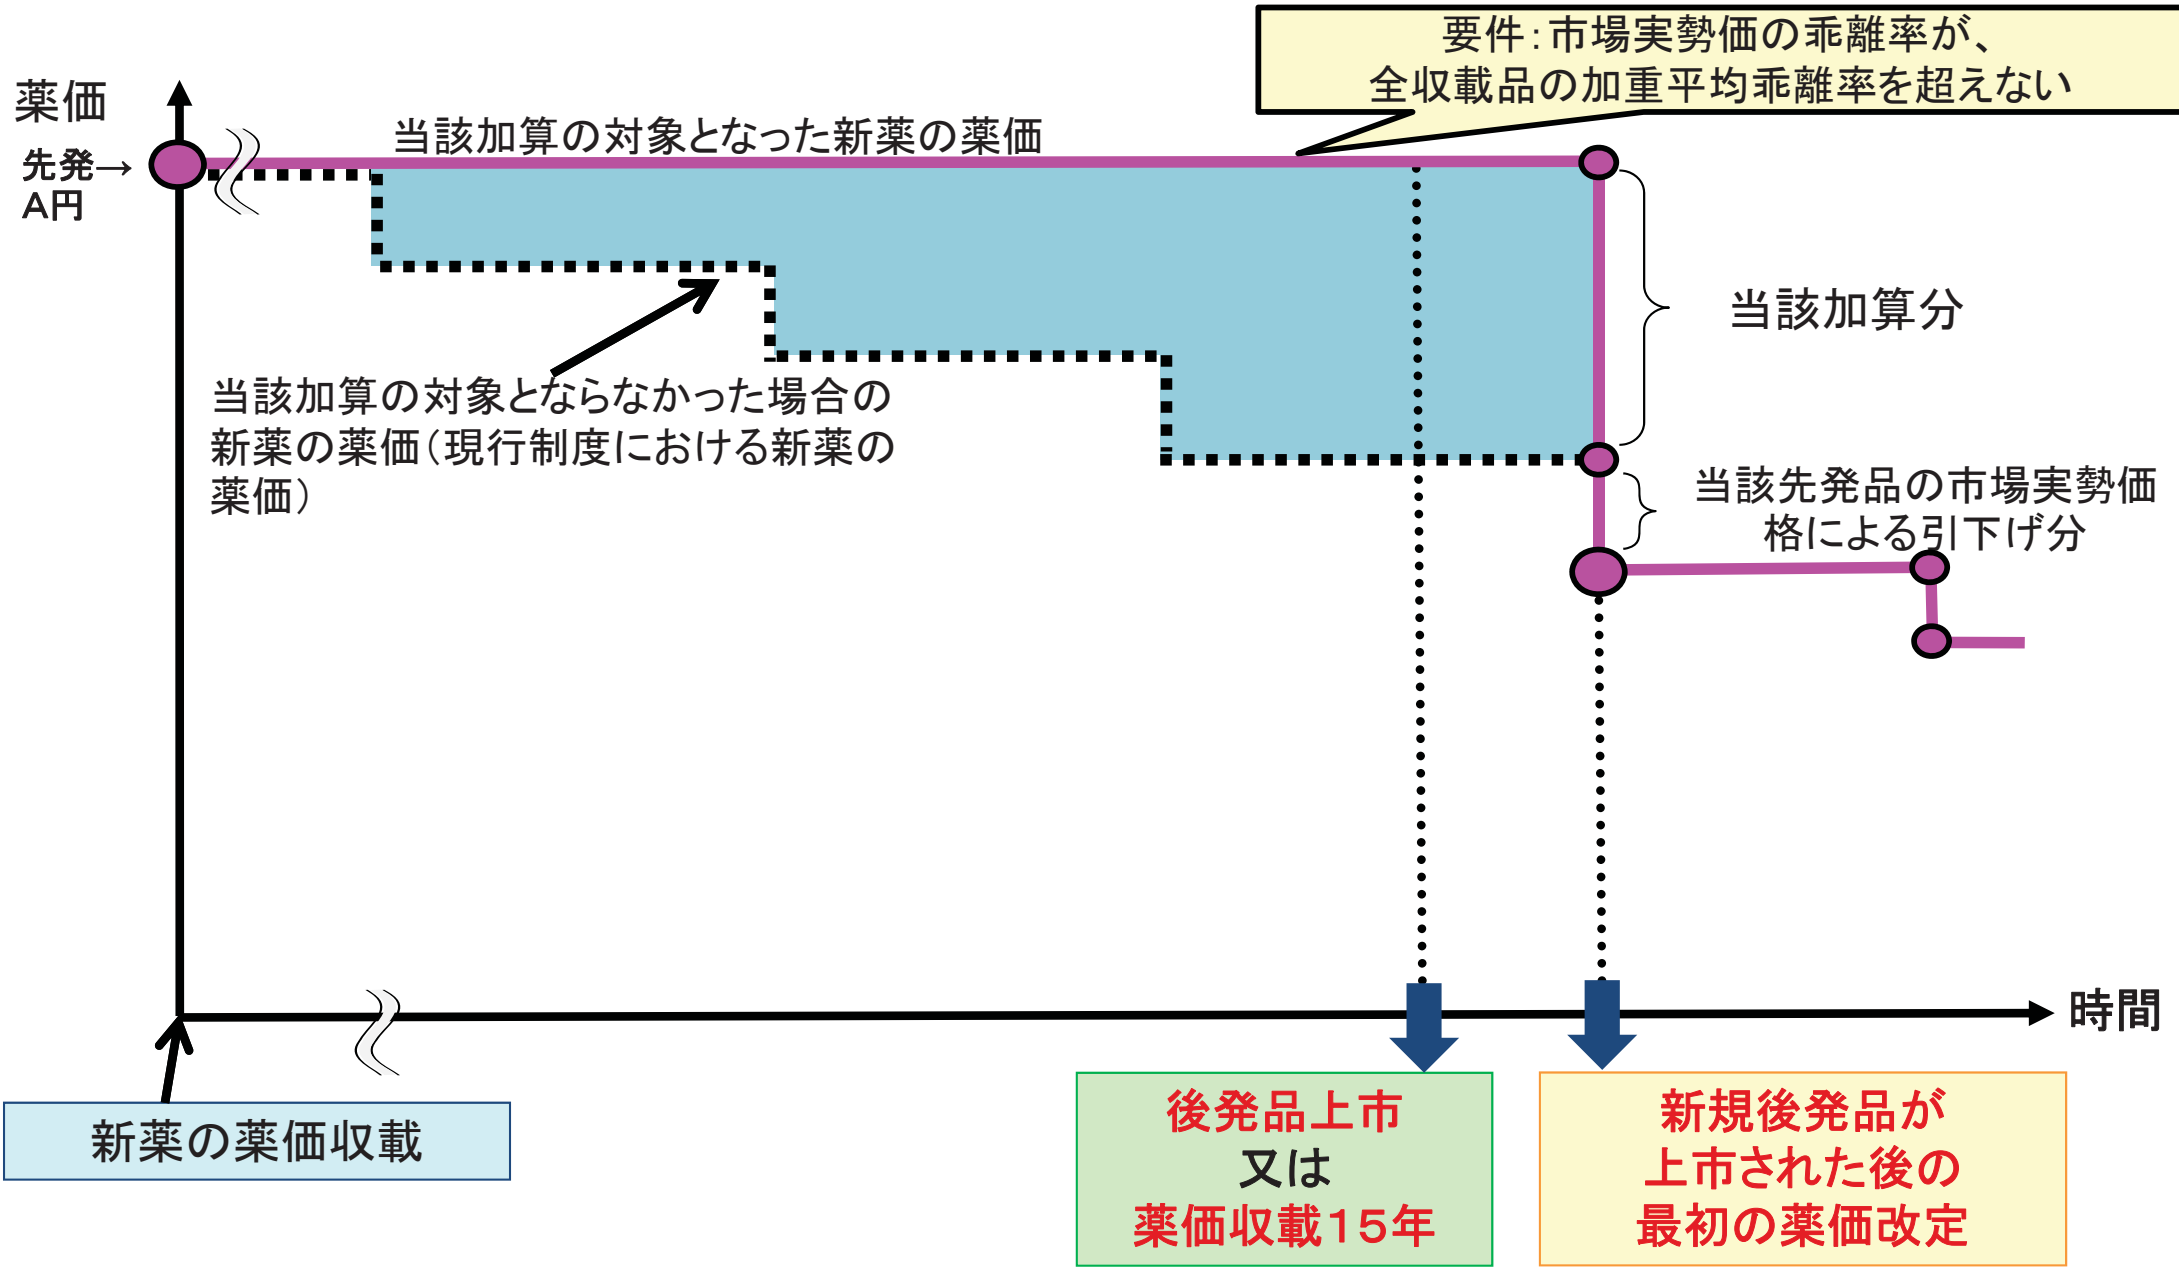 要件：市場実勢価の乖離率が、
全収載品の加重平均乖離率を超えない
薬価
先発→
A円
当該加算の対象となった新薬の薬価
当該加算分
当該加算の対象とならなかった場合の
新薬の薬価（現行制度における新薬の
薬価）
当該先発品の市場実勢価
格による引下げ分
時間
新薬の薬価収載
後発品上市
又は
薬価収載15年
新規後発品が
上市された後の
最初の薬価改定